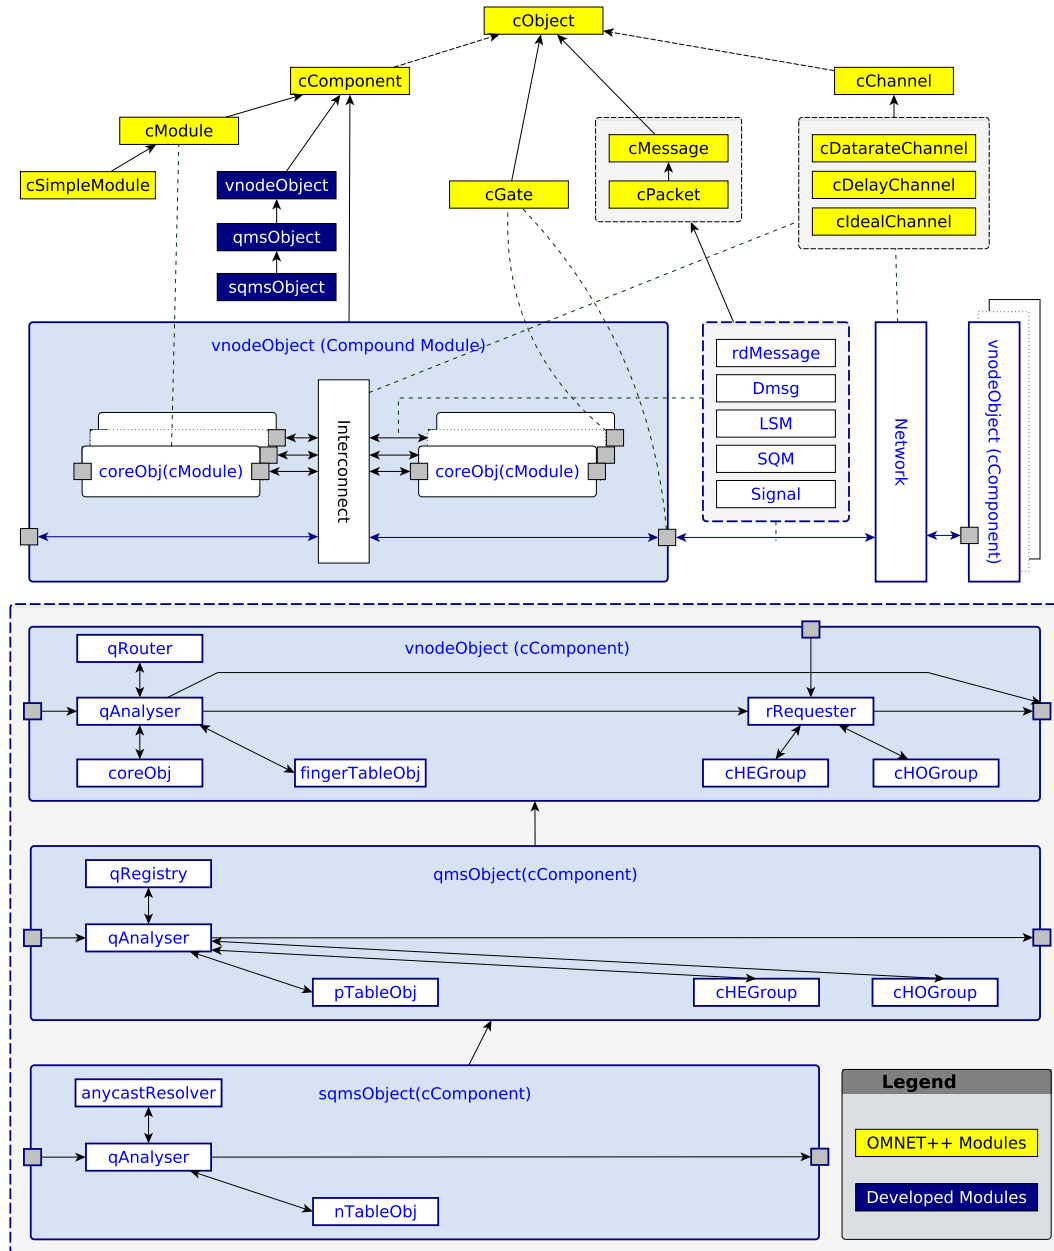 cObject
cComponent
cChannel
cModule
cMessage
cDatarateChannel
cSimpleModule
vnodeObject
cGate
cPacket
cDelayChannel
cIdealChannel
qmsObject
sqmsObject
vnodeObject (Compound Module)
Interconnect
coreObj(cModule)
coreObj(cModule)
rdMessage
Dmsg
LSM
SQM
Signal
Network
vnodeObject (cComponent)
vnodeObject (cComponent)
qRouter
qAnalyser
rRequester
coreObj
fingerTableObj
cHEGroup
cHOGroup
qmsObject(cComponent)
qRegistry
qAnalyser
pTableObj
cHEGroup
cHOGroup
sqmsObject(cComponent)
anycastResolver
qAnalyser
nTableObj
Legend
OMNET++ Modules
Developed Modules